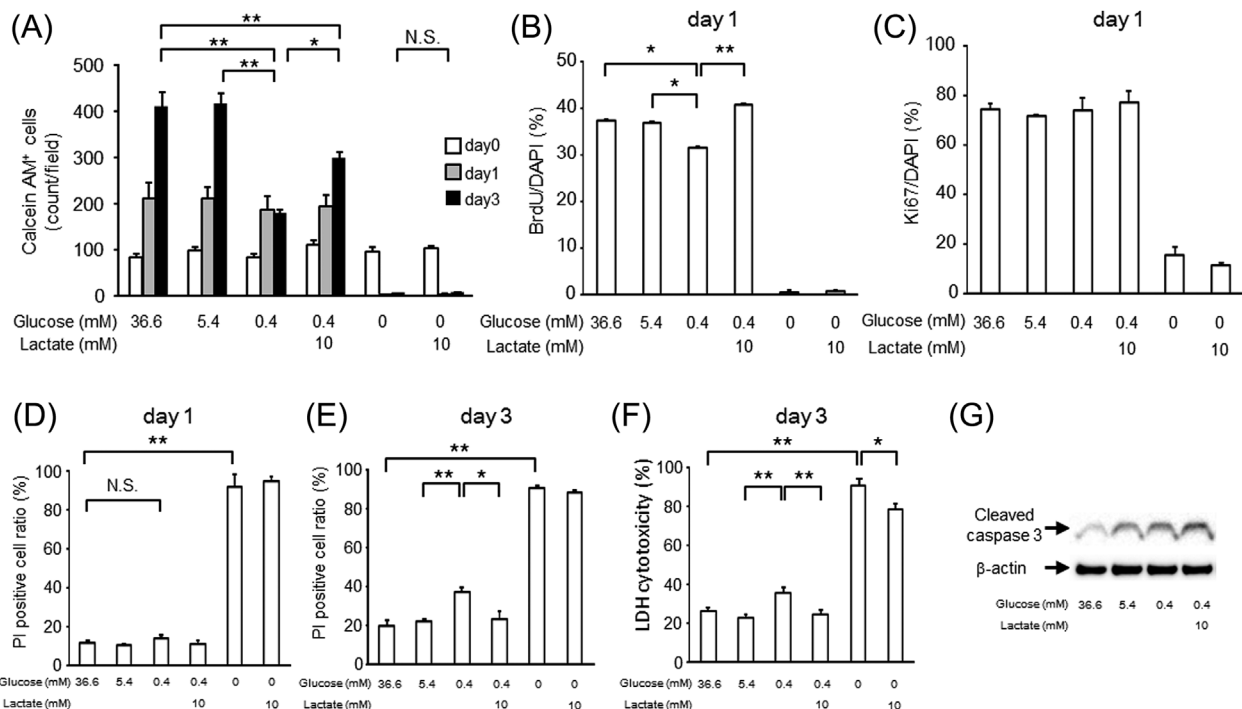 (A)
**
**
*
**
N.S.
Calcein AM⁺ cells
(count/field)
500
400
300
200
100
0
day0
day1
day3
Glucose (mM) 36.6 5.4 0.4 0.4 0 0
Lactate (mM) 10 10
(B)
day 1
*
**
*
BrdU/DAPI (%)
50
40
30
20
10
0
Glucose (mM) 36.6 5.4 0.4 0.4 0 0
Lactate (mM) 10 10
(C)
day 1
Ki67/DAPI (%)
100
80
60
40
20
0
Glucose (mM) 36.6 5.4 0.4 0.4 0 0
Lactate (mM) 10 10
(D)
day 1
**
N.S.
PI positive cell ratio (%)
100
80
60
40
20
0
Glucose (mM) 36.6 5.4 0.4 0.4 0 0
Lactate (mM) 10 10
(E)
day 3
**
**
*
PI positive cell ratio (%)
100
80
60
40
20
0
Glucose (mM) 36.6 5.4 0.4 0.4 0 0
Lactate (mM) 10 10
(F)
day 3
**
*
**
**
LDH cytotoxicity (%)
100
80
60
40
20
0
Glucose (mM) 36.6 5.4 0.4 0.4 0 0
Lactate (mM) 10 10
(G)
Cleaved
caspase 3
β-actin
Glucose (mM) 36.6 5.4 0.4 0.4
Lactate (mM) 10